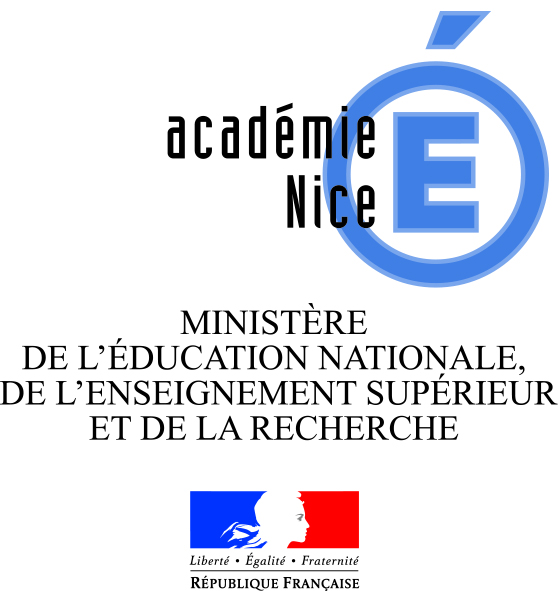 académie
Nice
É
MINISTÈRE
DE L’ÉDUCATION NATIONALE,
DE L’ENSEIGNEMENT SUPÉRIEUR
ET DE LA RECHERCHE
Liberté • Égalité • Fraternité
RÉPUBLIQUE FRANÇAISE